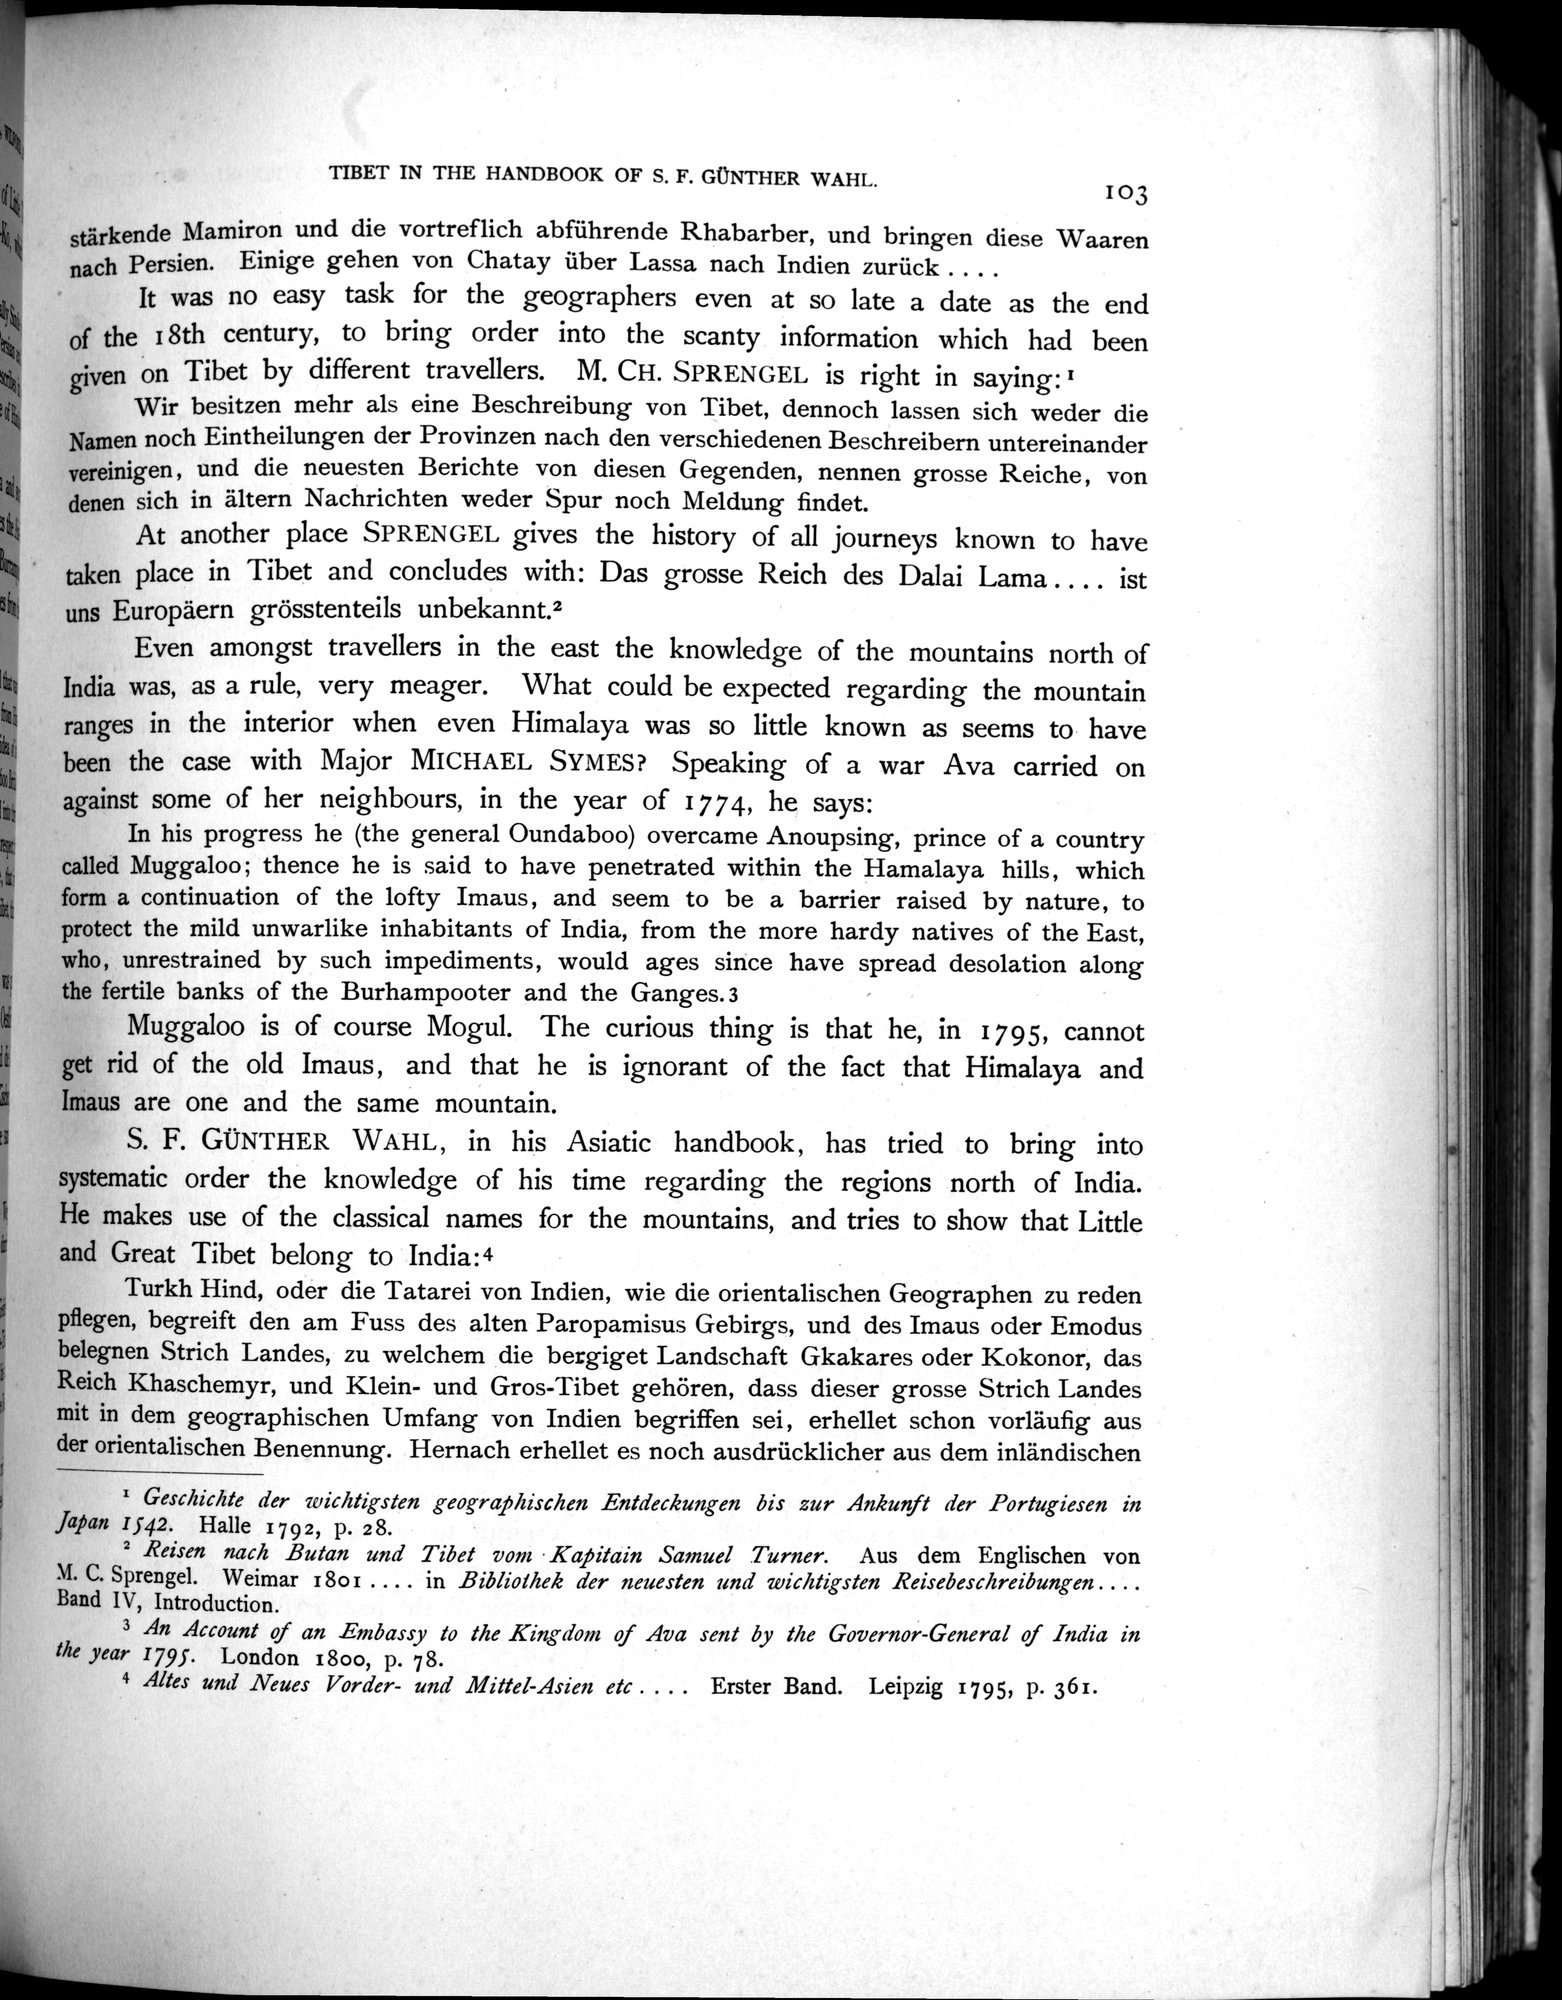 TIBET IN THE HANDBOOK OF S. F. GÜNTHER WAHL.
103
stärkende Mamiron und die vortreflich abführende Rhabarber, und bringen diese Waaren
nach Persien. Einige gehen von Chatay über Lassa nach Indien zurück . . . .
It was no easy task for the geographers even at so late a date as the end
of the 18th century, to bring order into the scanty information which had been
given on Tibet by different travellers. M. CH. SPRENGEL is right in saying:¹
Wir besitzen mehr als eine Beschreibung von Tibet, dennoch lassen sich weder die
Namen noch Eintheilungen der Provinzen nach den verschiedenen Beschreibern untereinander
vereinigen, und die neuesten Berichte von diesen Gegenden, nennen grosse Reiche, von
denen sich in ältern Nachrichten weder Spur noch Meldung findet.
At another place SPRENGEL gives the history of all journeys known to have
taken place in Tibet and concludes with: Das grosse Reich des Dalai Lama . . . . ist
uns Europäern grösstenteils unbekannt.²
Even amongst travellers in the east the knowledge of the mountains north of
India was, as a rule, very meager. What could be expected regarding the mountain
ranges in the interior when even Himalaya was so little known as seems to have
been the case with Major MICHAEL SYMES? Speaking of a war Ava carried on
against some of her neighbours, in the year of 1774, he says:
In his progress he (the general Oundaboo) overcame Anoupsing, prince of a country
called Muggaloo; thence he is said to have penetrated within the Hamalaya hills, which
form a continuation of the lofty Imaus, and seem to be a barrier raised by nature, to
protect the mild unwarlike inhabitants of India, from the more hardy natives of the East,
who, unrestrained by such impediments, would ages since have spread desolation along
the fertile banks of the Burhampooter and the Ganges.³
Muggaloo is of course Mogul. The curious thing is that he, in 1795, cannot
get rid of the old Imaus, and that he is ignorant of the fact that Himalaya and
Imaus are one and the same mountain.
S. F. GÜNTHER WAHL, in his Asiatic handbook, has tried to bring into
systematic order the knowledge of his time regarding the regions north of India.
He makes use of the classical names for the mountains, and tries to show that Little
and Great Tibet belong to India:⁴
Turkh Hind, oder die Tatarei von Indien, wie die orientalischen Geographen zu reden
pflegen, begreift den am Fuss des alten Paropamisus Gebirgs, und des Imaus oder Emodus
belegnen Strich Landes, zu welchem die bergiget Landschaft Gkakares oder Kokonor, das
Reich Khaschemyr, und Klein- und Gros-Tibet gehören, dass dieser grosse Strich Landes
mit in dem geographischen Umfang von Indien begriffen sei, erhellet schon vorläufig aus
der orientalischen Benennung. Hernach erhellet es noch ausdrücklicher aus dem inländischen
¹ Geschichte der wichtigsten geographischen Entdeckungen bis zur Ankunft der Portugiesen in
Japan 1542. Halle 1792, p. 28.
² Reisen nach Butan und Tibet vom Kapitain Samuel Turner. Aus dem Englischen von
M. C. Sprengel. Weimar 1801 . . . . in Bibliothek der neuesten und wichtigsten Reisebeschreibungen . . . .
Band IV, Introduction.
³ An Account of an Embassy to the Kingdom of Ava sent by the Governor-General of India in
the year 1795. London 1800, p. 78.
⁴ Altes und Neues Vorder- und Mittel-Asien etc . . . . Erster Band. Leipzig 1795, p. 361.